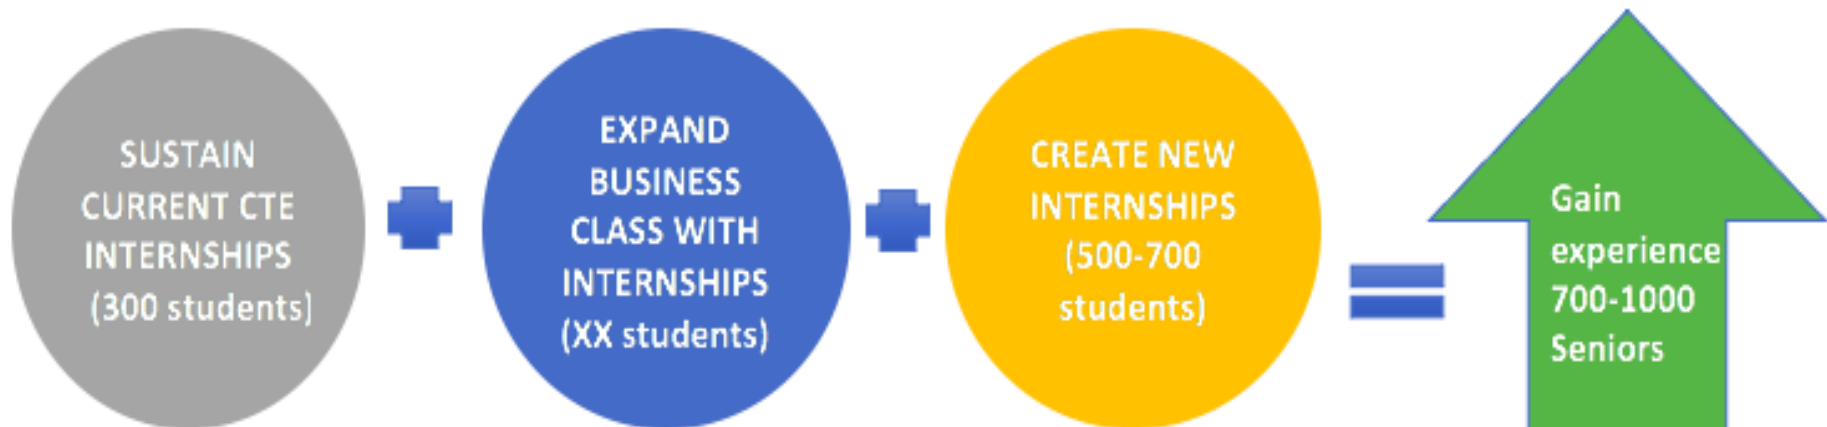 SUSTAIN
CURRENT CTE
INTERNSHIPS
(300 students)
EXPAND
BUSINESS
CLASS WITH
INTERNSHIPS
(XX students)
CREATE NEW
INTERNSHIPS
(500-700
students)
Gain
experience
700-1000
Seniors